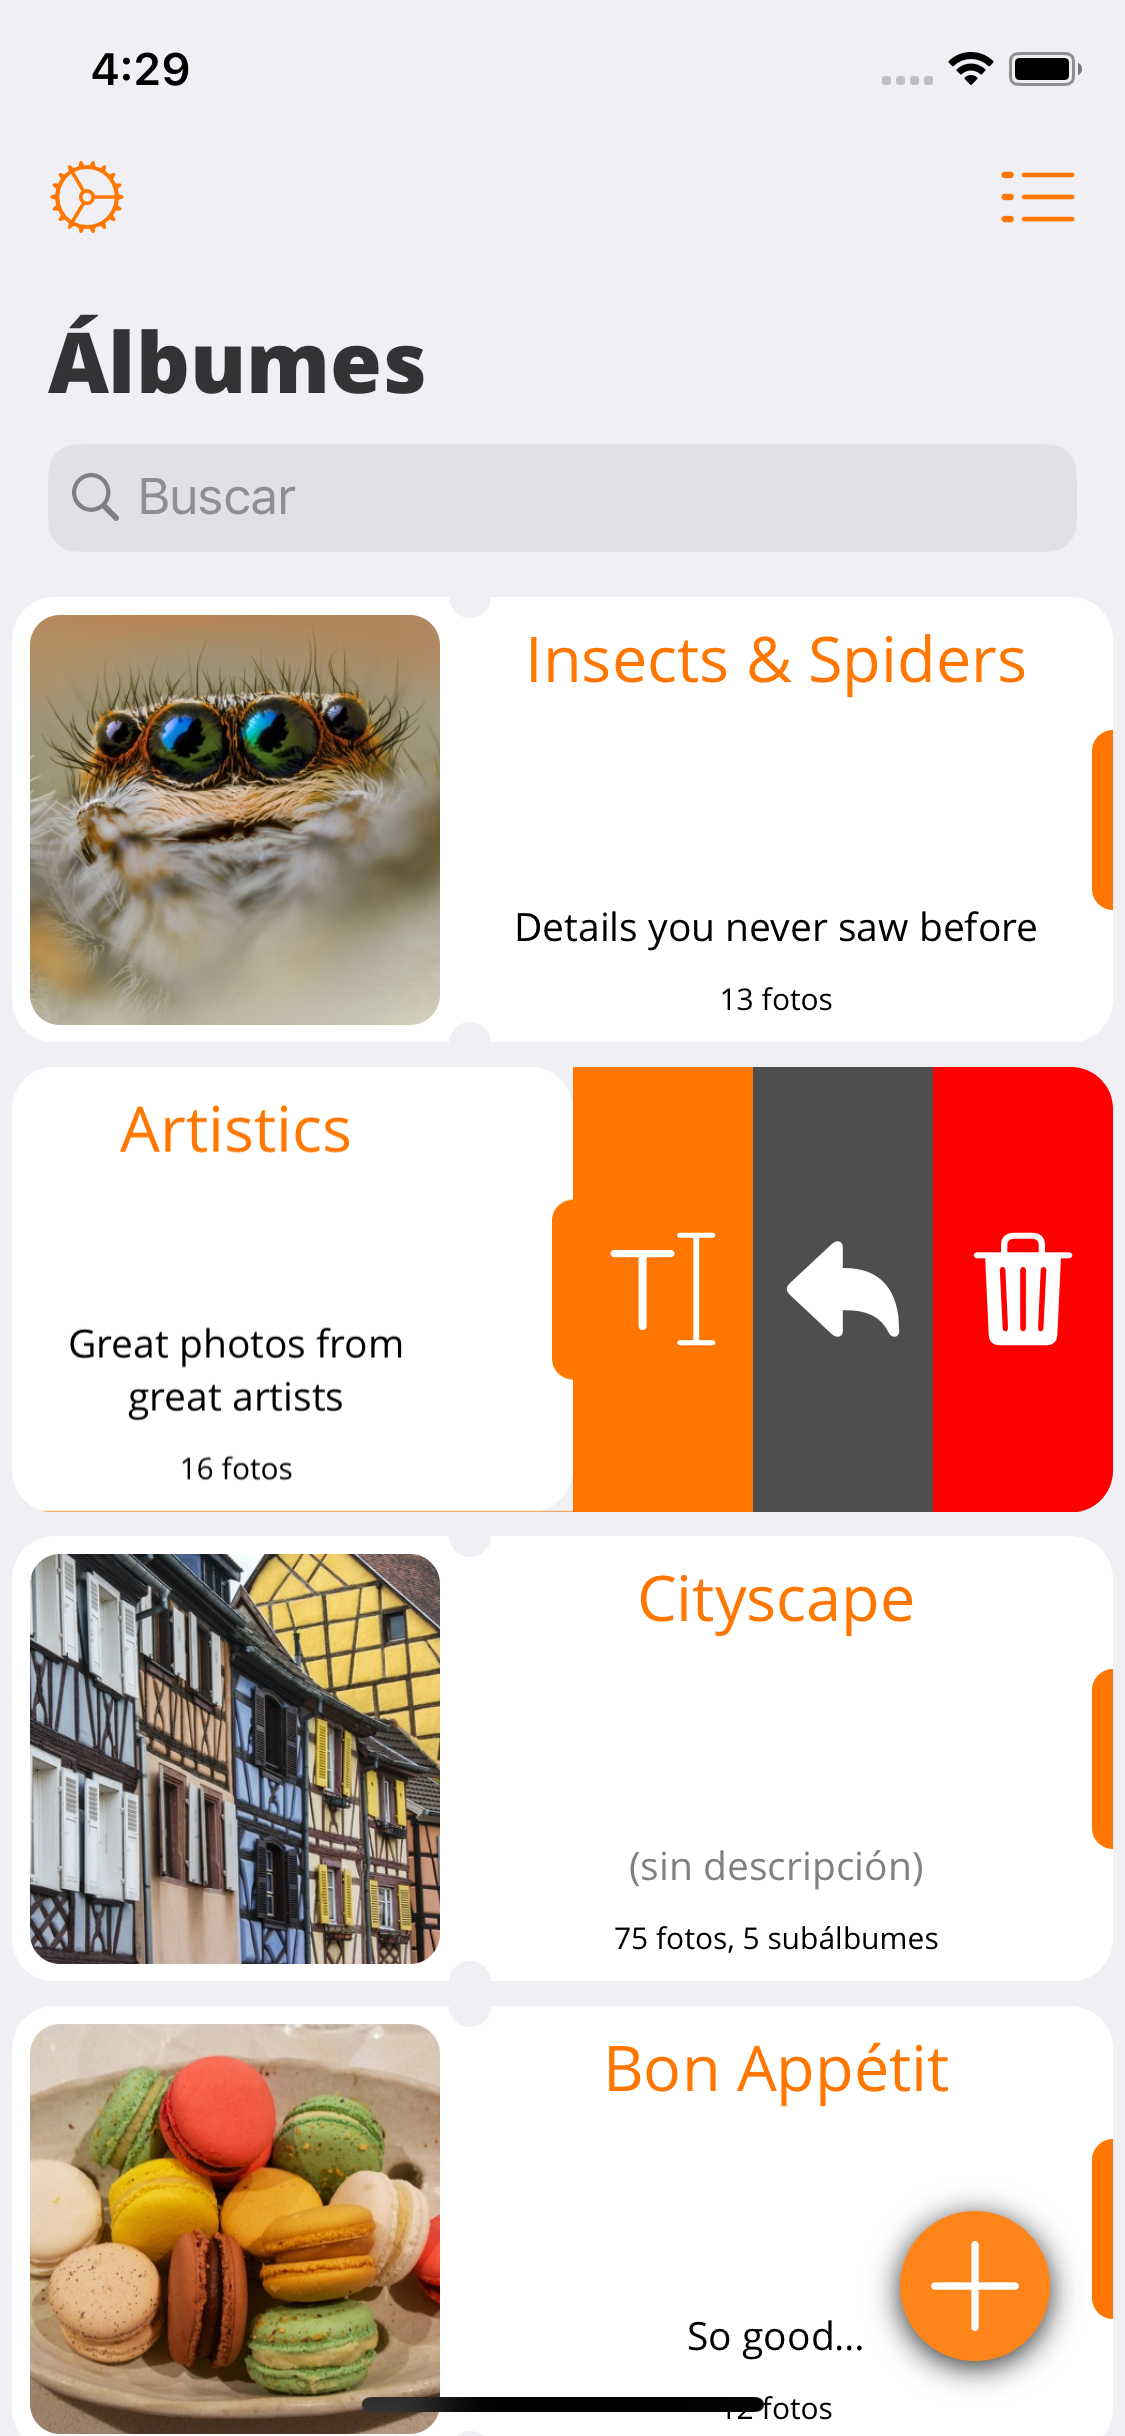 4:29
Álbumes
Buscar
Insects & Spiders
Details you never saw before
13 fotos
Artistics
Great photos from
great artists
16 fotos
Cityscape
(sin descripción)
75 fotos, 5 subálbumes
Bon Appétit
So good...
12 fotos